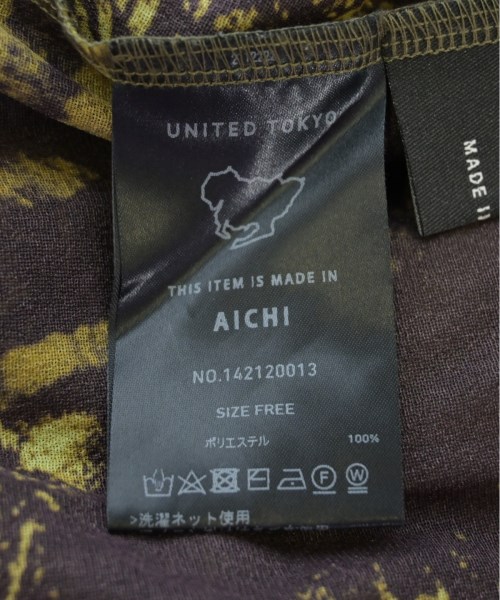 UNITED TOKYO
THIS ITEM IS MADE IN
AICHI
NO.142120013
SIZE FREE
ポリエステル 100%
>洗濯ネット使用
MADE I